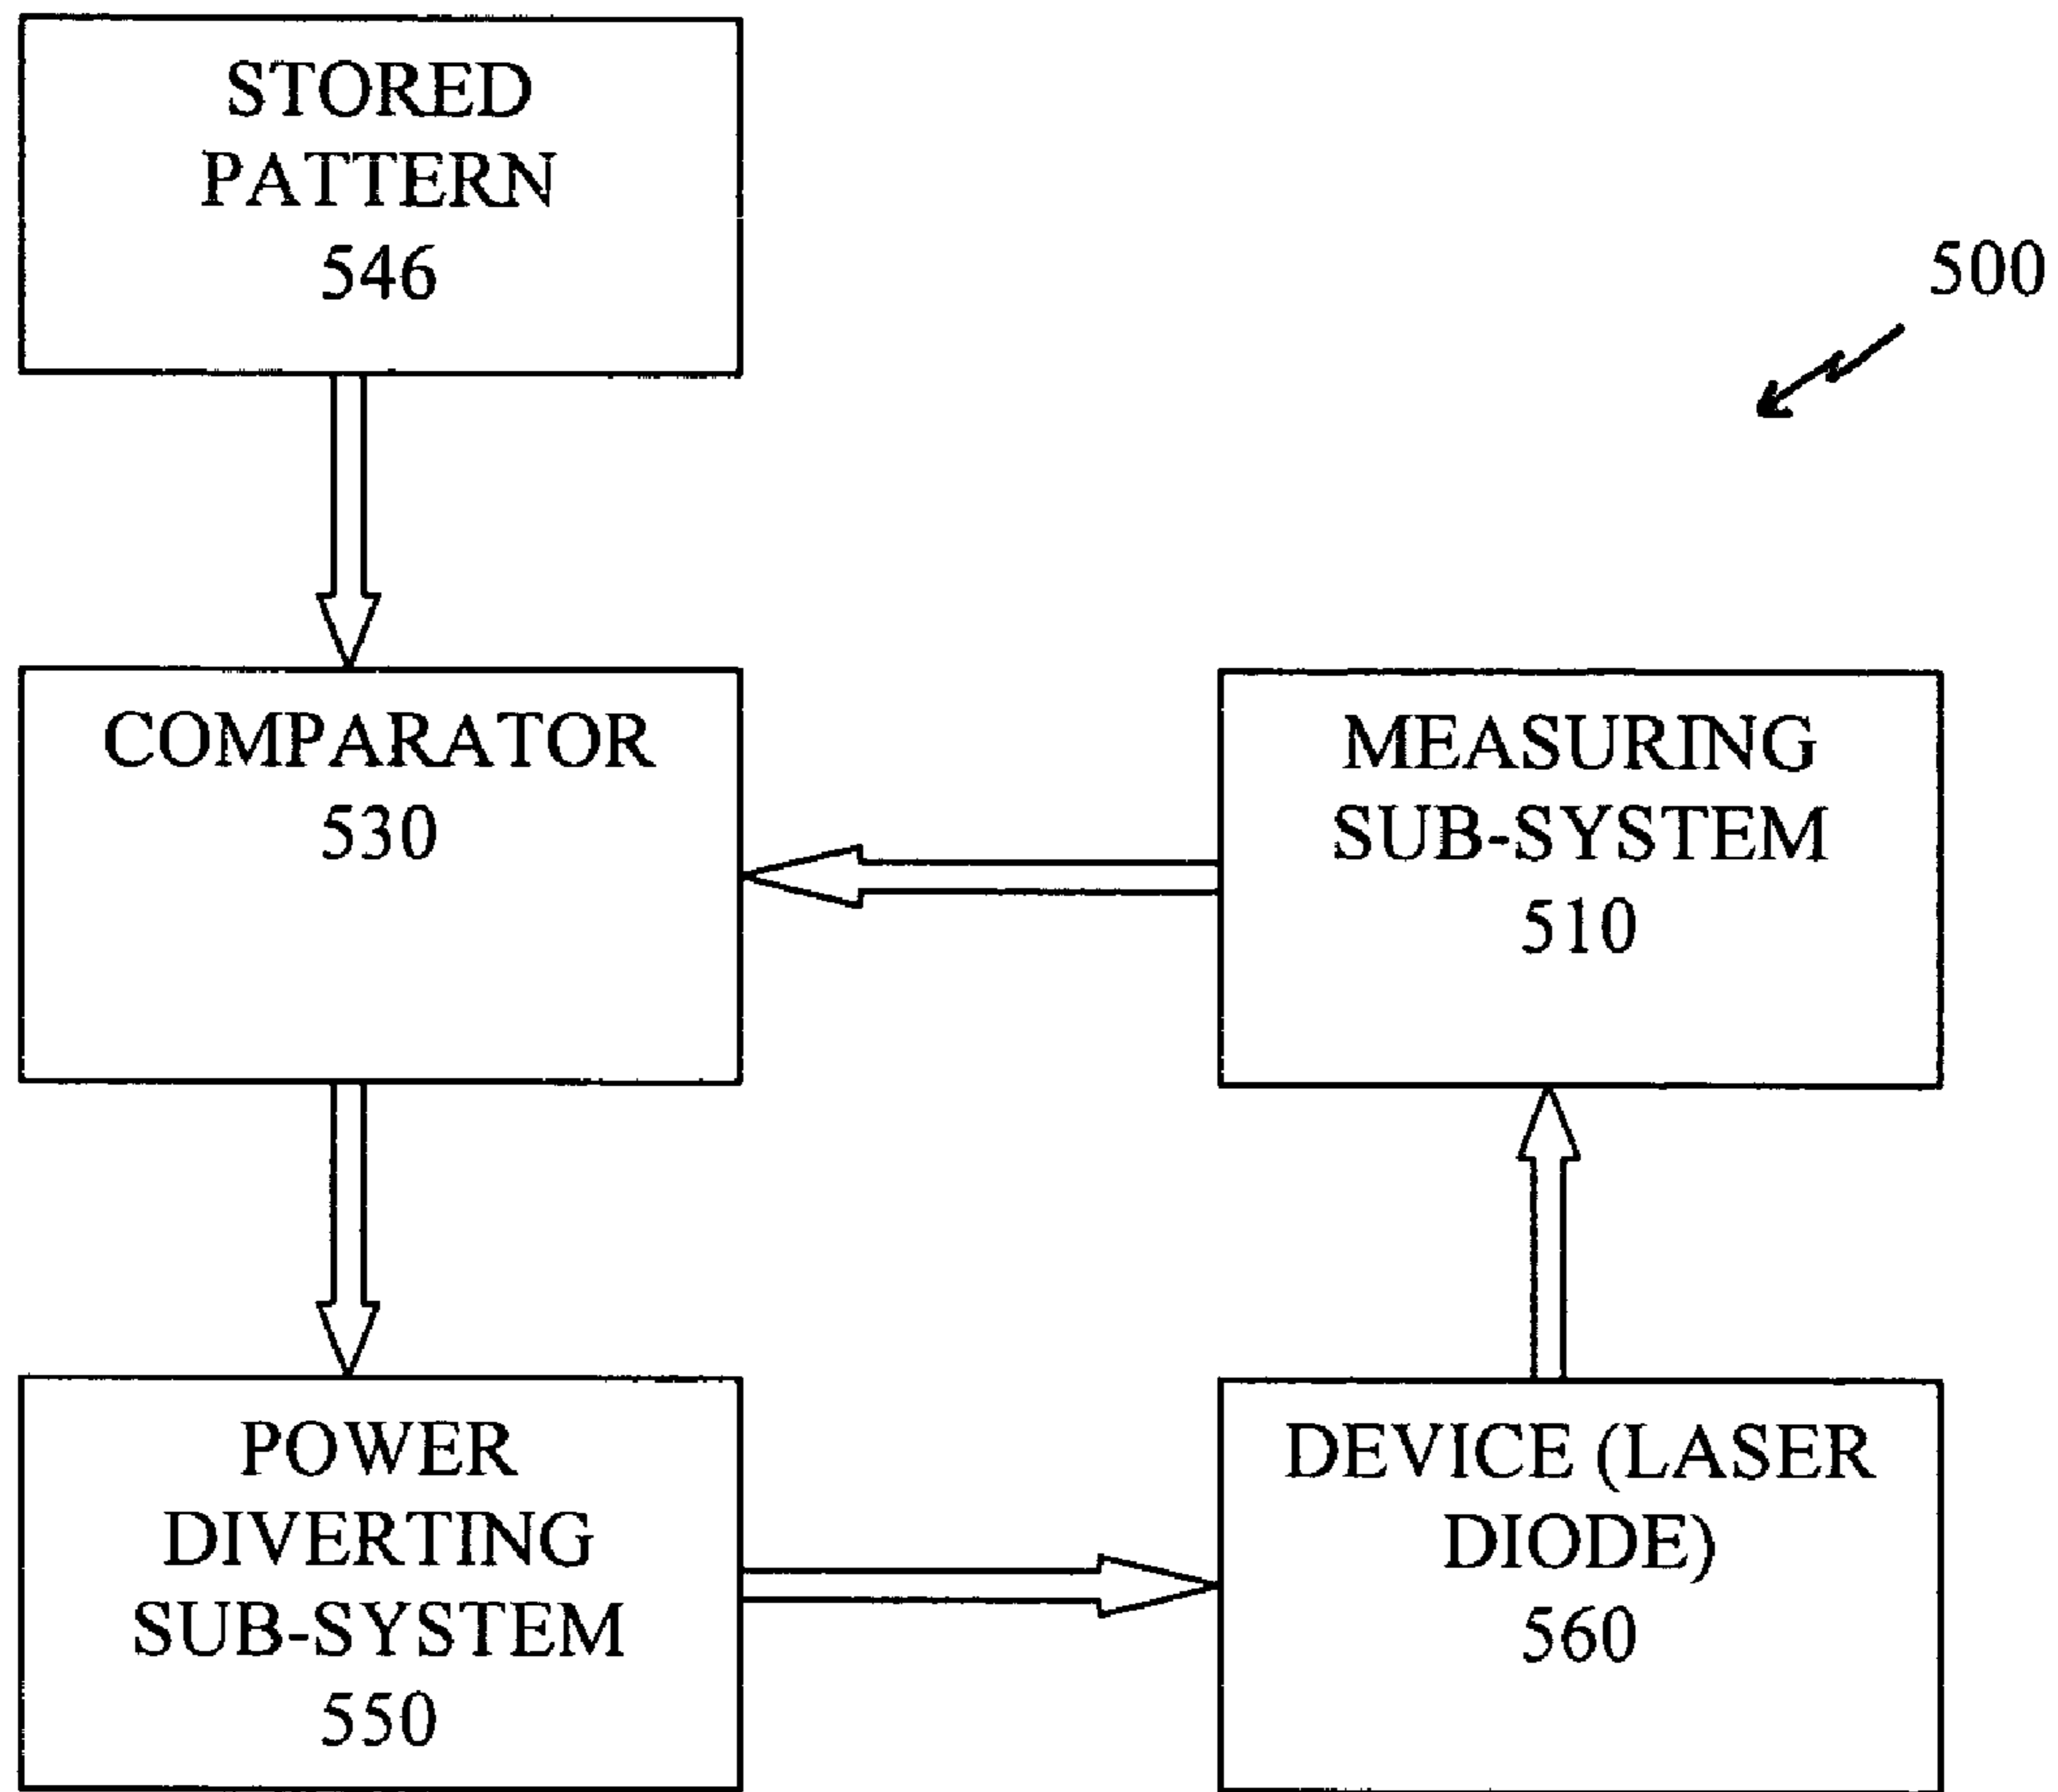 STORED
PATTERN
546
500
COMPARATOR
530
MEASURING
SUB-SYSTEM
510
POWER
DIVERTING
SUB-SYSTEM
550
DEVICE (LASER
DIODE)
560